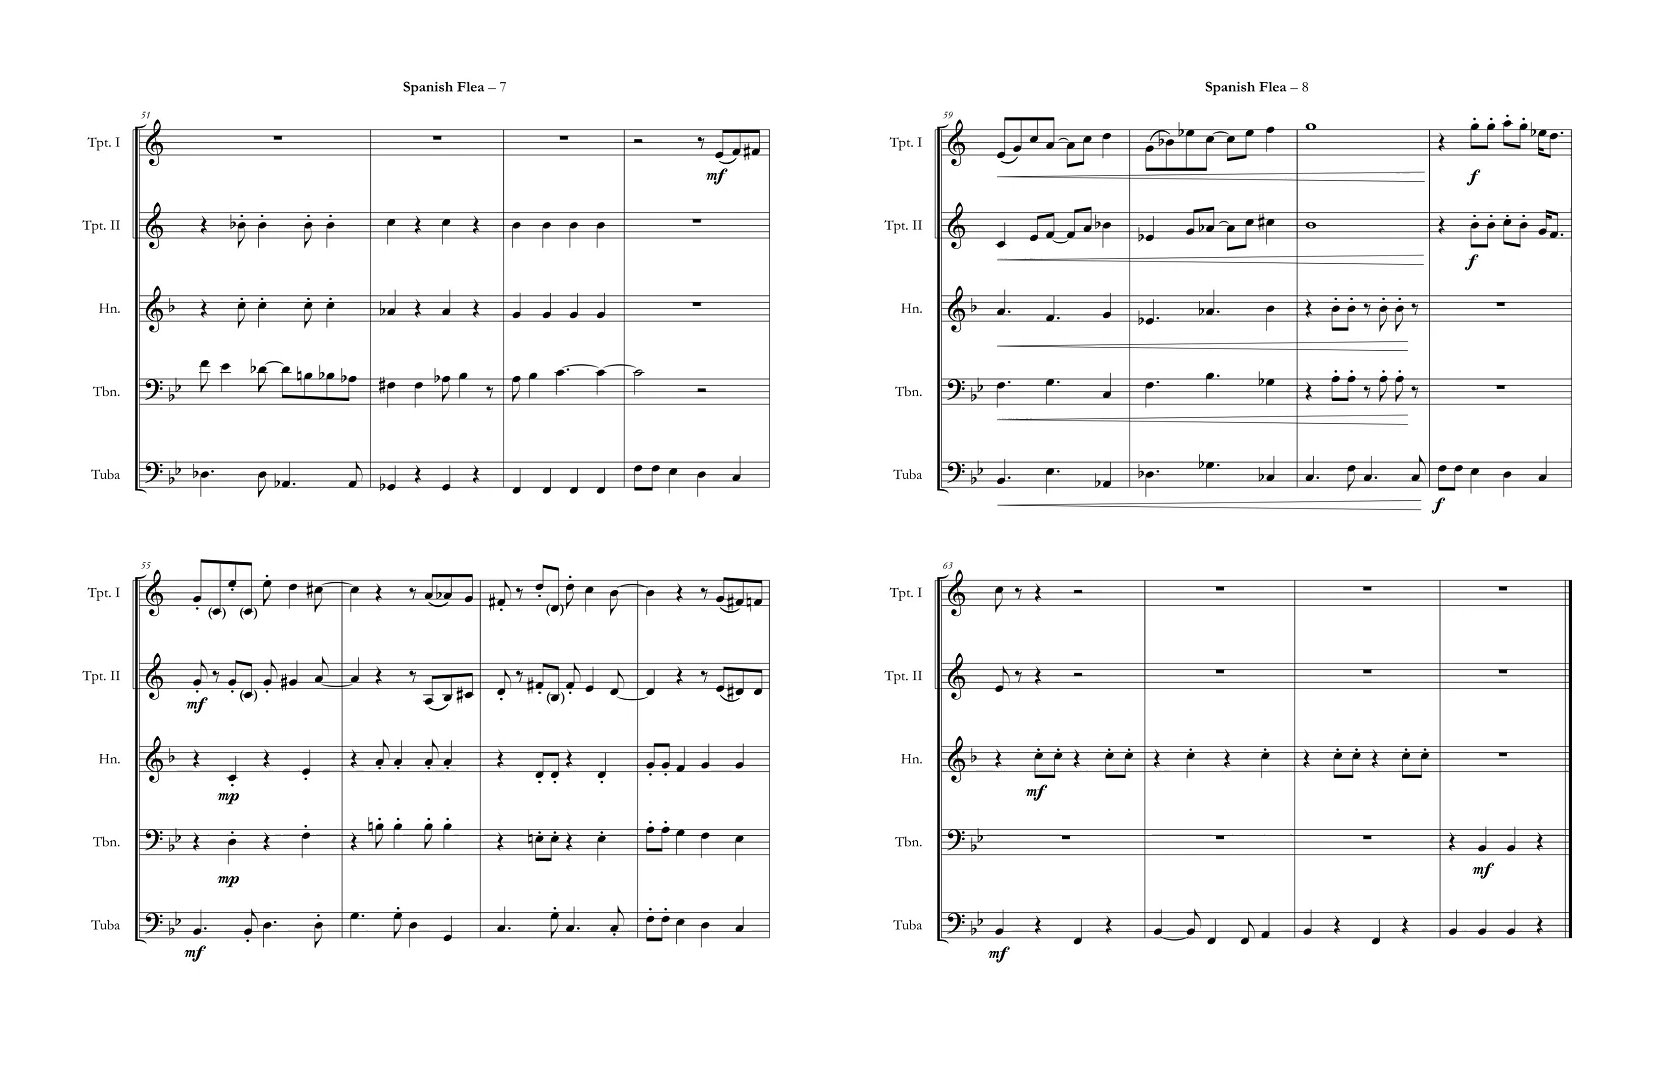 Spanish Flea – 7
51
Tpt. I
mf
Tpt. II
Hn.
Tbn.
Tuba
55
Tpt. I
Tpt. II
mf
Hn.
mp
Tbn.
mp
Tuba
mf
Spanish Flea – 8
59
Tpt. I
f
Tpt. II
f
Hn.
Tbn.
Tuba
f
63
Tpt. I
Tpt. II
Hn.
mf
Tbn.
mf
Tuba
mf